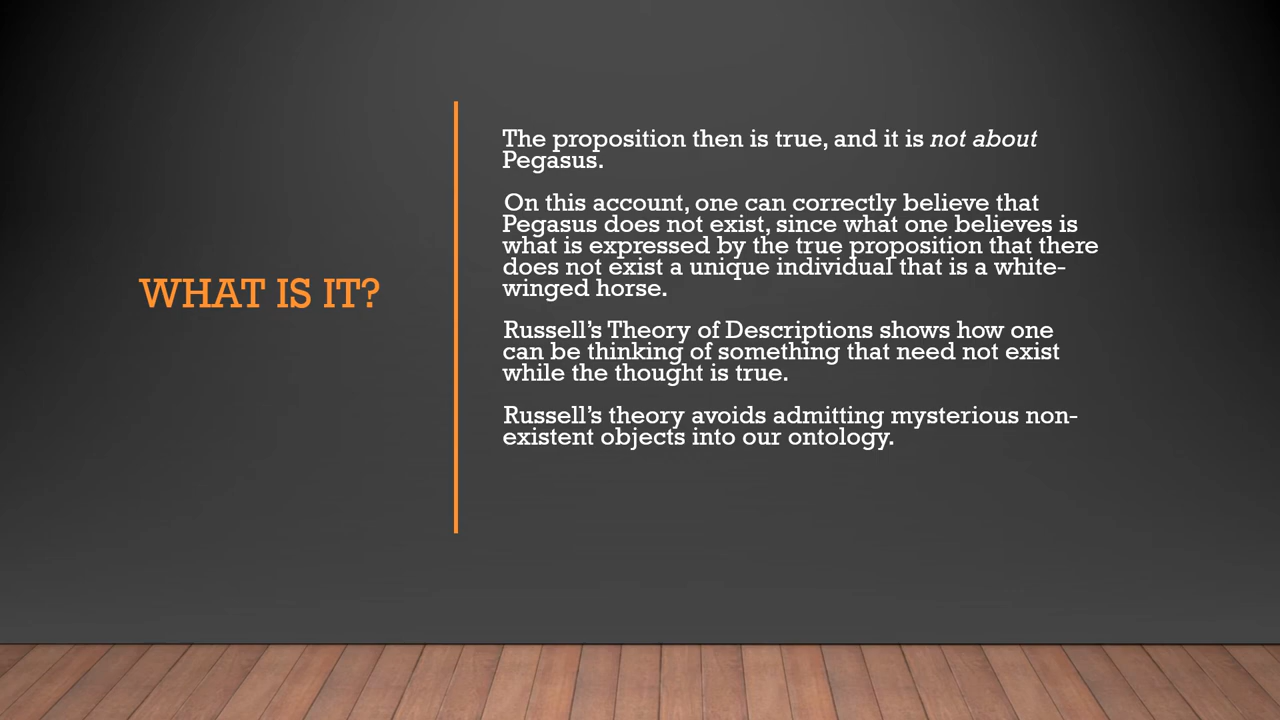 WHAT IS IT?
The proposition then is true, and it is not about
Pegasus.
On this account, one can correctly believe that
Pegasus does not exist, since what one believes is
what is expressed by the true proposition that there
does not exist a unique individual that is a white-
winged horse.
Russell’s Theory of Descriptions shows how one
can be thinking of something that need not exist
while the thought is true.
Russell’s theory avoids admitting mysterious non-
existent objects into our ontology.